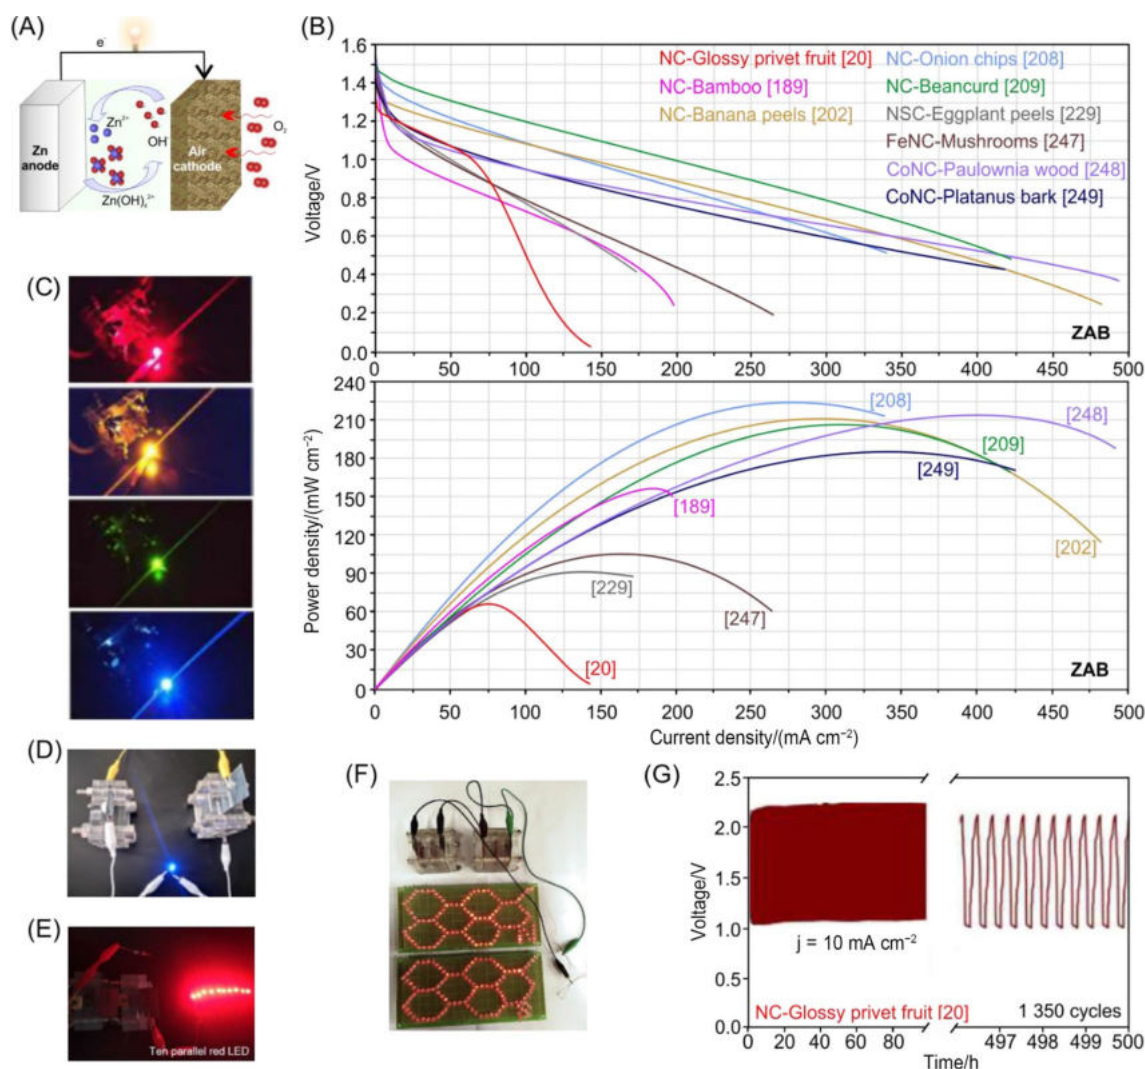 (A)
e-
Zn anode
Zn2+
OH
Zn(OH)42+
Air cathode
O2
(B)
Voltage/V
1.6
1.4
1.2
1.0
0.8
0.6
0.4
0.2
0.0
NC-Glossy privet fruit [20]
NC-Bamboo [189]
NC-Banana peels [202]
NC-Onion chips [208]
NC-Beancurd [209]
NSC-Eggplant peels [229]
FeNC-Mushrooms [247]
CoNC-Paulownia wood [248]
CoNC-Platanus bark [249]
ZAB
0 50 100 150 200 250 300 350 400 450 500
Power density/(mW cm−2)
240
210
180
150
120
90
60
30
0
[208]
[248]
[209]
[249]
[189]
[202]
[229]
[247]
[20]
ZAB
0 50 100 150 200 250 300 350 400 450 500
Current density/(mA cm−2)
(C)
(D)
(E)
Ten parallel red LED
(F)
(G)
Voltage/V
2.5
2.0
1.5
1.0
0.5
0.0
j = 10 mA cm−2
NC-Glossy privet fruit [20]
1 350 cycles
0 20 40 60 80 497 498 499 500
Time/h